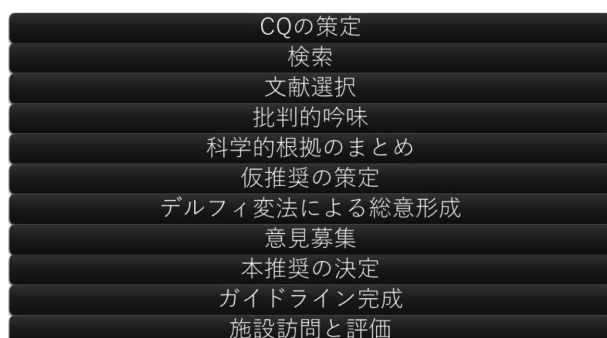 CQの策定
検索
文献選択
批判的吟味
科学的根拠のまとめ
仮推奨の策定
デルフィ変法による総意形成
意見募集
本推奨の決定
ガイドライン完成
施設訪問と評価